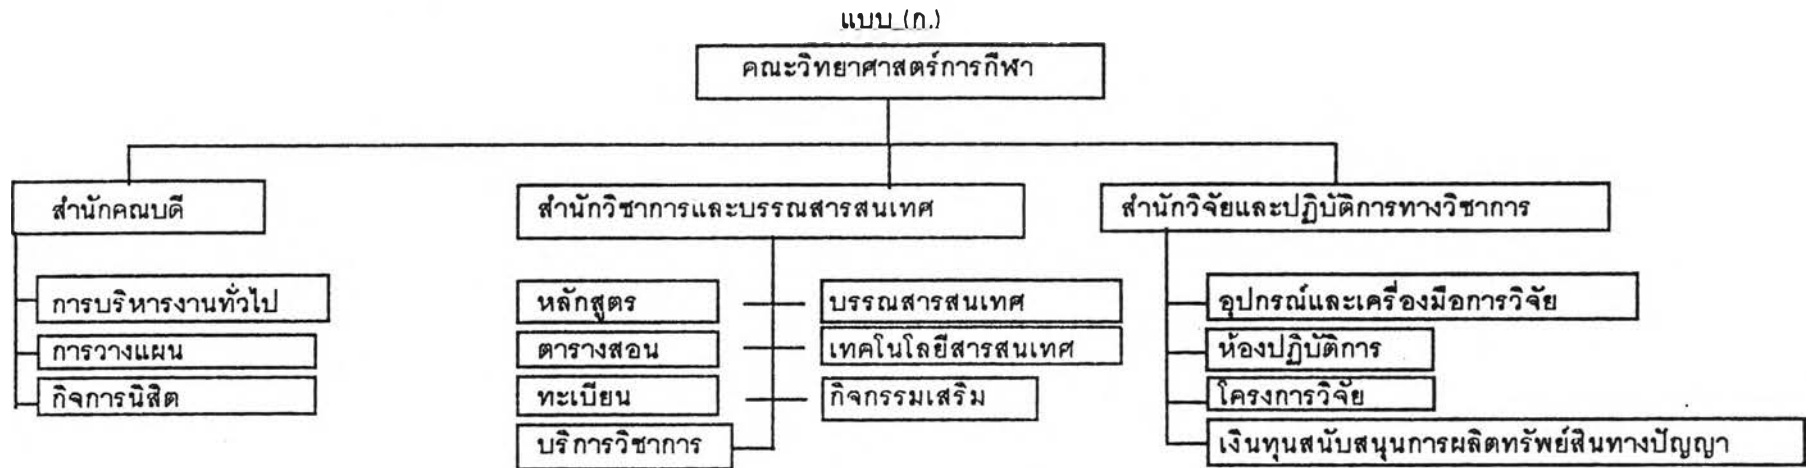 แบบ (ก.)
คณะวิทยาศาสตร์การกีฬา
สำนักคณบดี
การบริหารงานทั่วไป
การวางแผน
กิจการนิสิต
สำนักวิชาการและบรรณสารสนเทศ
หลักสูตร
ตารางสอน
ทะเบียน
บริการวิชาการ
บรรณสารสนเทศ
เทคโนโลยีสารสนเทศ
กิจกรรมเสริม
สำนักวิจัยและปฏิบัติการทางวิชาการ
อุปกรณ์และเครื่องมือการวิจัย
ห้องปฏิบัติการ
โครงการวิจัย
เงินทุนสนับสนุนการผลิตทรัพย์สินทางปัญญา